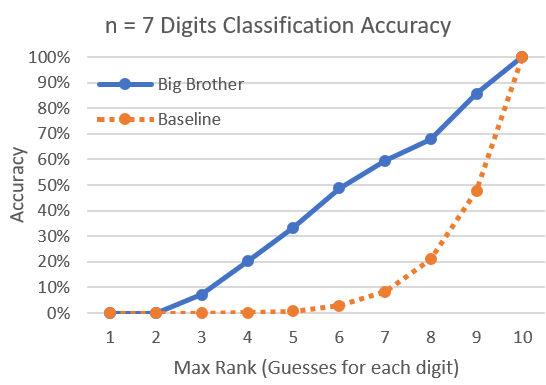 n = 7 Digits Classification Accuracy
100%
90%
80%
70%
60%
50%
40%
30%
20%
10%
0%
Accuracy
Big Brother
Baseline
1 2 3 4 5 6 7 8 9 10
Max Rank (Guesses for each digit)